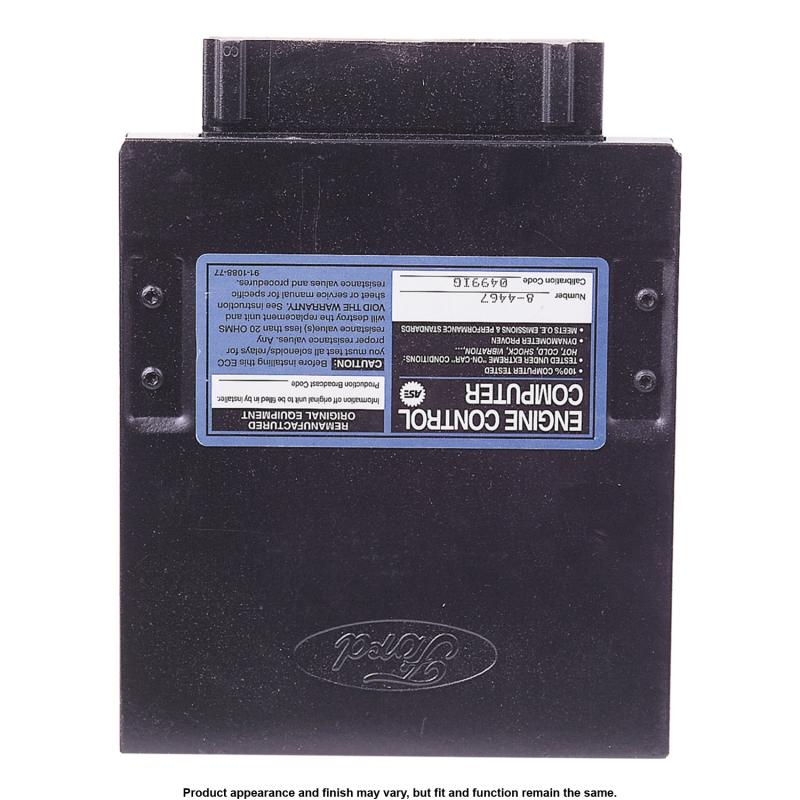 ENGINE CONTROL
COMPUTER
ASE
• 100% COMPUTER TESTED
• TESTED UNDER EXTREME "ON-CAR" CONDITIONS:
HOT, COLD, SHOCK, VIBRATION,....
• DYNAMOMETER PROVEN
• MEETS O.E. EMISSIONS & PERFORMANCE STANDARDS
Number 8-4467
Calibration Code 0499IG
REMANUFACTURED
ORIGINAL EQUIPMENT
Information off original unit to be filled in by installer.
Production Broadcast Code
CAUTION: Before installing this ECC
you must test all solenoids/relays for
proper resistance values. Any
resistance value(s) less than 20 OHMS
will destroy the replacement unit and
VOID THE WARRANTY. See instruction
sheet or service manual for specific
resistance values and procedures.
91-1088-77
Ford
Product appearance and finish may vary, but fit and function remain the same.